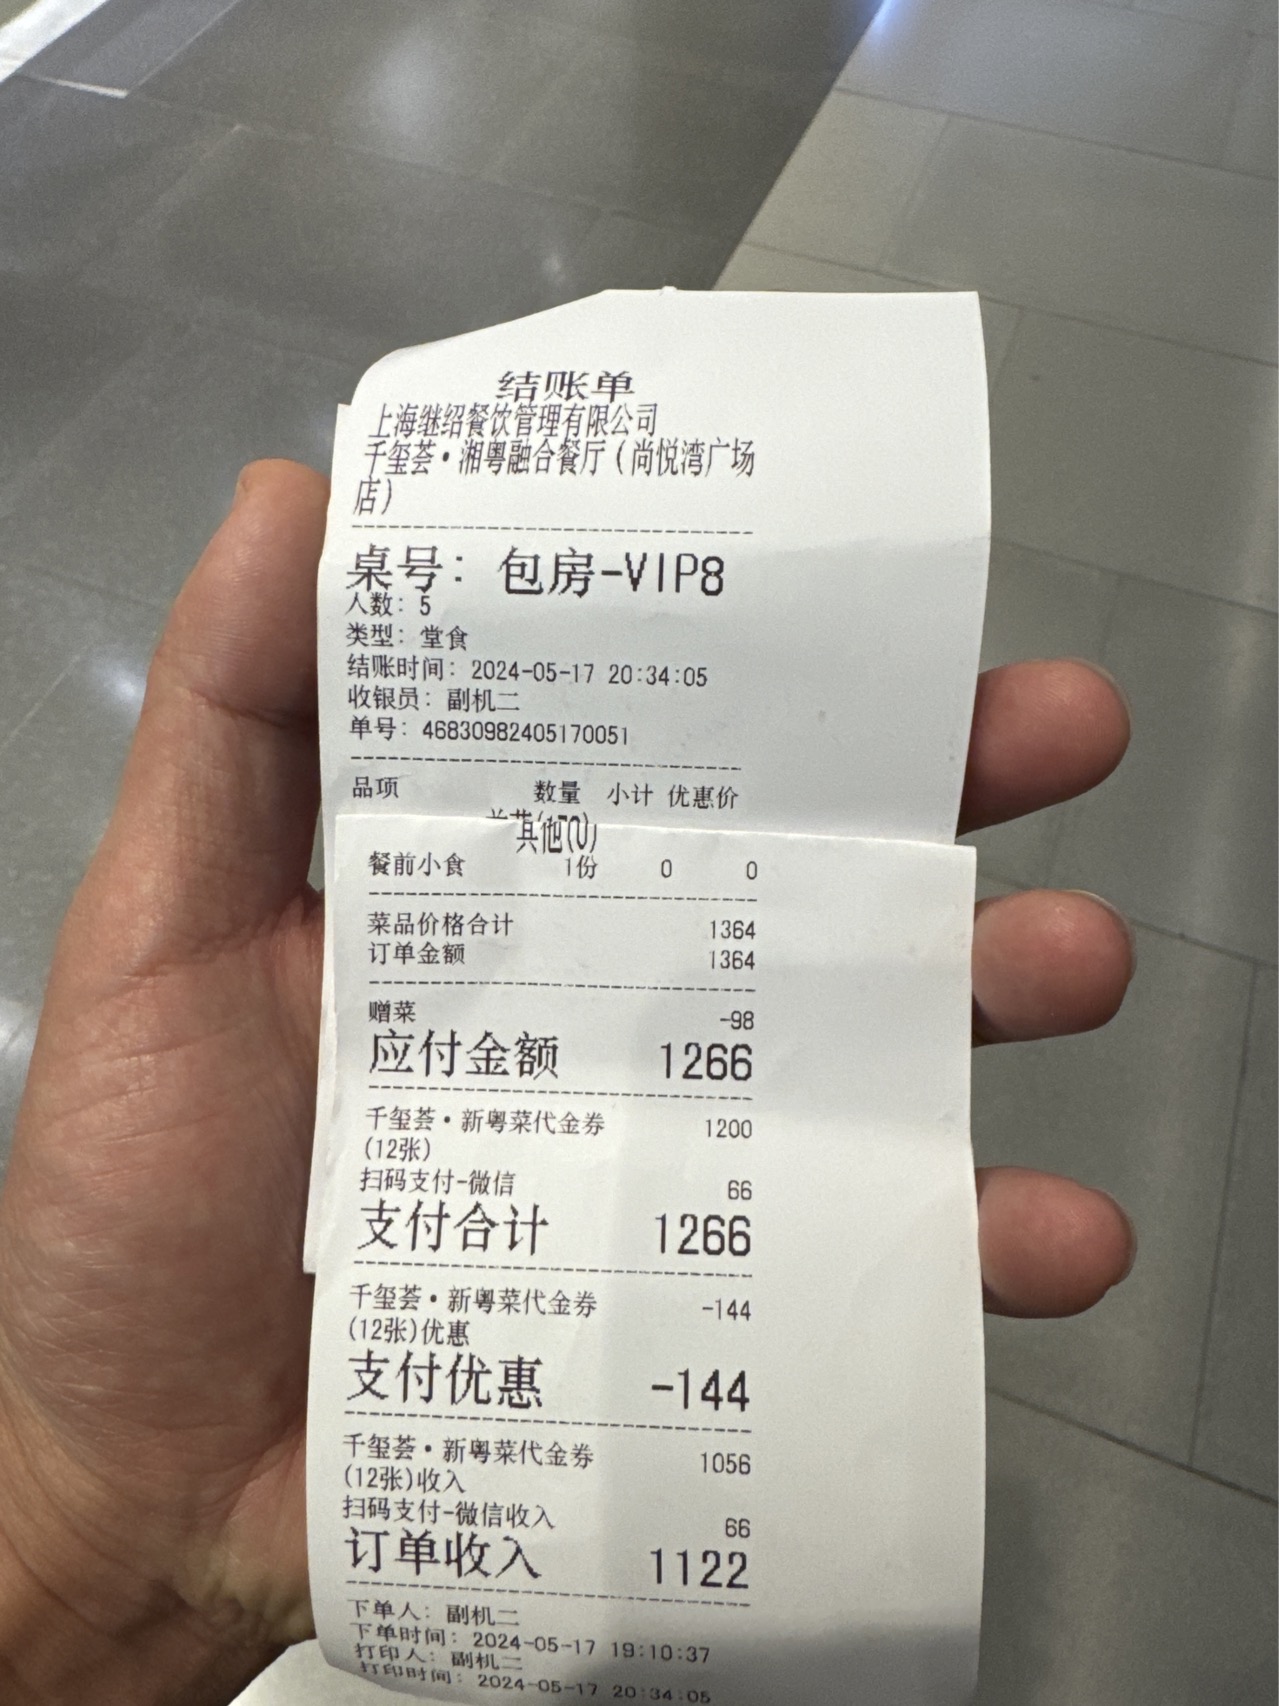 结账单
上海继绍餐饮管理有限公司
千玺荟·湘粤融合餐厅（尚悦湾广场
店）
桌号：包房-VIP8
人数：5
类型：堂食
结账时间：2024-05-17 20:34:05
收银员：副机二
单号：46830982405170051
品项 数量 小计 优惠价
其他(0)
餐前小食 1份 0 0
菜品价格合计 1364
订单金额 1364
赠菜 -98
应付金额 1266
千玺荟·新粤菜代金券 1200
(12张)
扫码支付-微信 66
支付合计 1266
千玺荟·新粤菜代金券 -144
(12张)优惠
支付优惠 -144
千玺荟·新粤菜代金券 1056
(12张)收入
扫码支付-微信收入 66
订单收入 1122
下单人：副机二
下单时间：2024-05-17 19:10:37
打印人：副机二
打印时间：2024-05-17 20:34:05